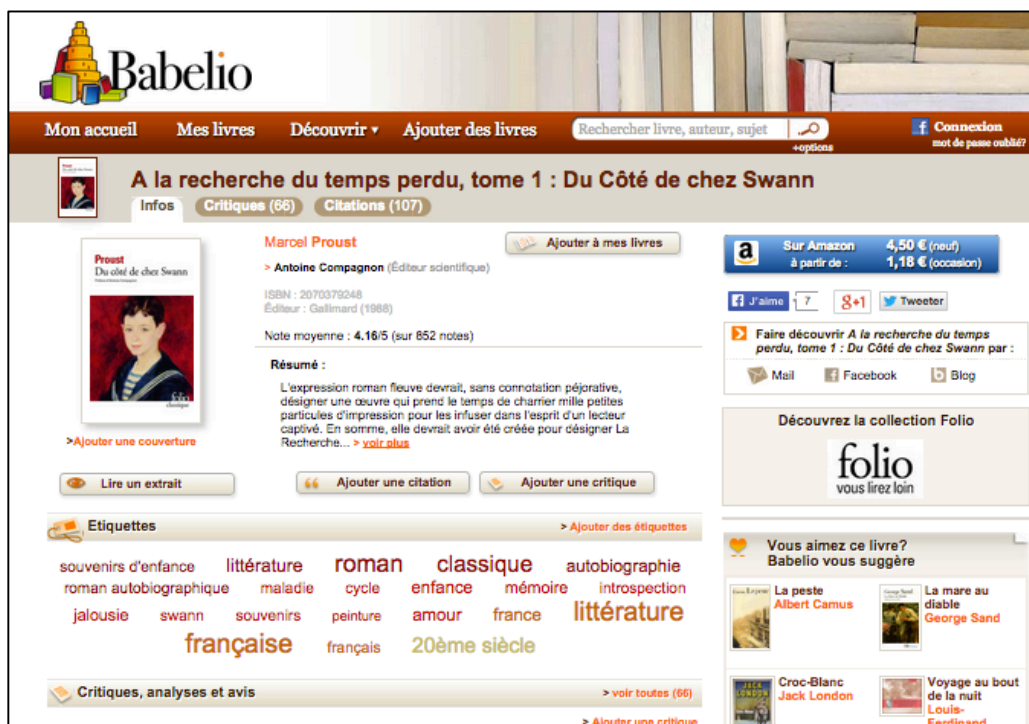 Babelio
Mon accueil Mes livres Découvrir Ajouter des livres Rechercher livre, auteur, sujet +options Connexion
mot de passe oublié?
A la recherche du temps perdu, tome 1 : Du Côté de chez Swann
Infos Critiques (66) Citations (107)
Proust
Du côté de chez Swann
folio
classique
>Ajouter une couverture
Lire un extrait
Marcel Proust
Ajouter à mes livres
> Antoine Compagnon (Éditeur scientifique)
ISBN : 2070379248
Éditeur : Gallimard (1988)
Note moyenne : 4.16/5 (sur 852 notes)
Résumé :
L'expression roman fleuve devrait, sans connotation péjorative,
désigner une œuvre qui prend le temps de charrier mille petites
particules d'impression pour les infuser dans l'esprit d'un lecteur
captivé. En somme, elle devrait avoir été créée pour désigner La
Recherche... > voir plus
Ajouter une citation Ajouter une critique
Etiquettes > Ajouter des étiquettes
souvenirs d'enfance littérature roman classique autobiographie
roman autobiographique maladie cycle enfance mémoire introspection
jalousie swann souvenirs peinture amour france littérature
française français 20ème siècle
Critiques, analyses et avis > voir toutes (66)
> Ajouter une critique
a Sur Amazon 4,50 € (neuf)
à partir de : 1,18 € (occasion)
J'aime 7 g+1 Tweeter
Faire découvrir A la recherche du temps
perdu, tome 1 : Du Côté de chez Swann par :
Mail Facebook Blog
Découvrez la collection Folio
folio
vous lirez loin
Vous aimez ce livre?
Babelio vous suggère
La peste
Albert Camus
La mare au
diable
George Sand
Croc-Blanc
Jack London
Voyage au bout
de la nuit
Louis-
Ferdinand